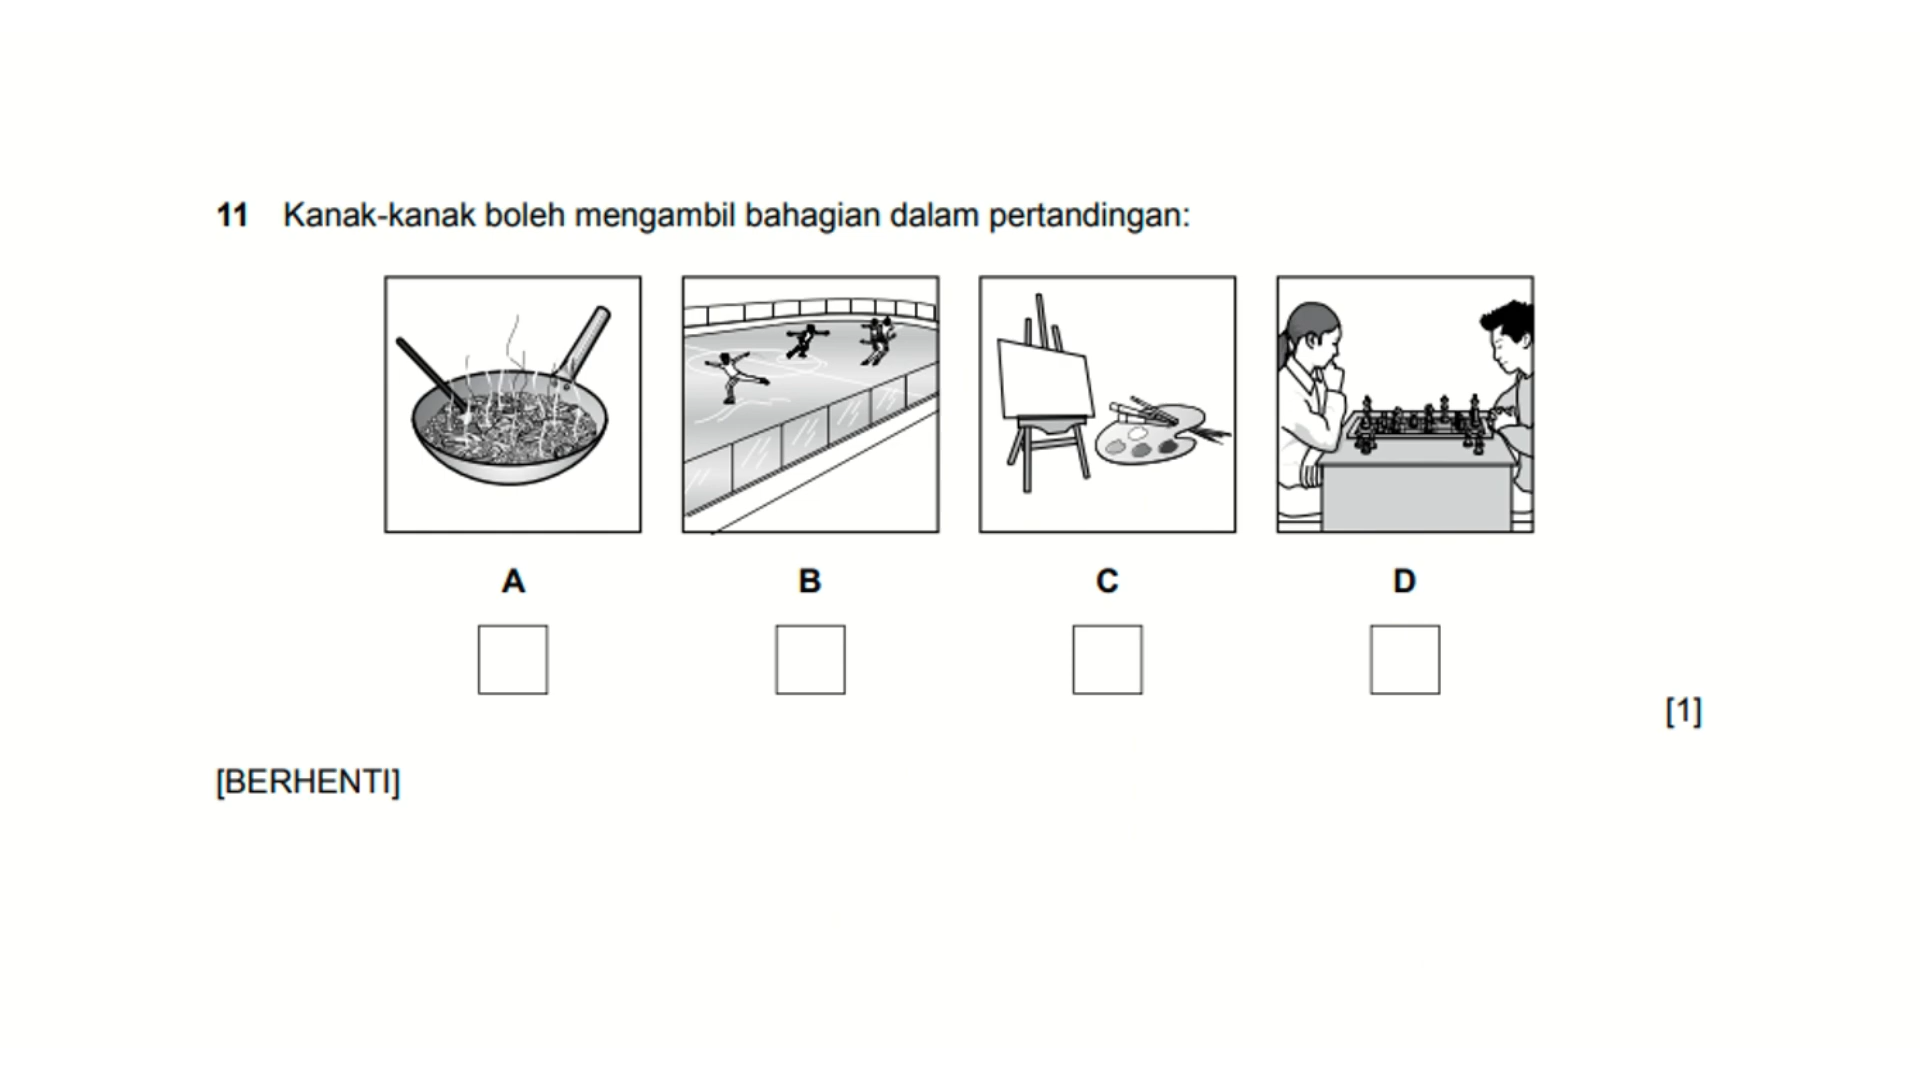 11 Kanak-kanak boleh mengambil bahagian dalam pertandingan:
A B C D
[1]
[BERHENTI]